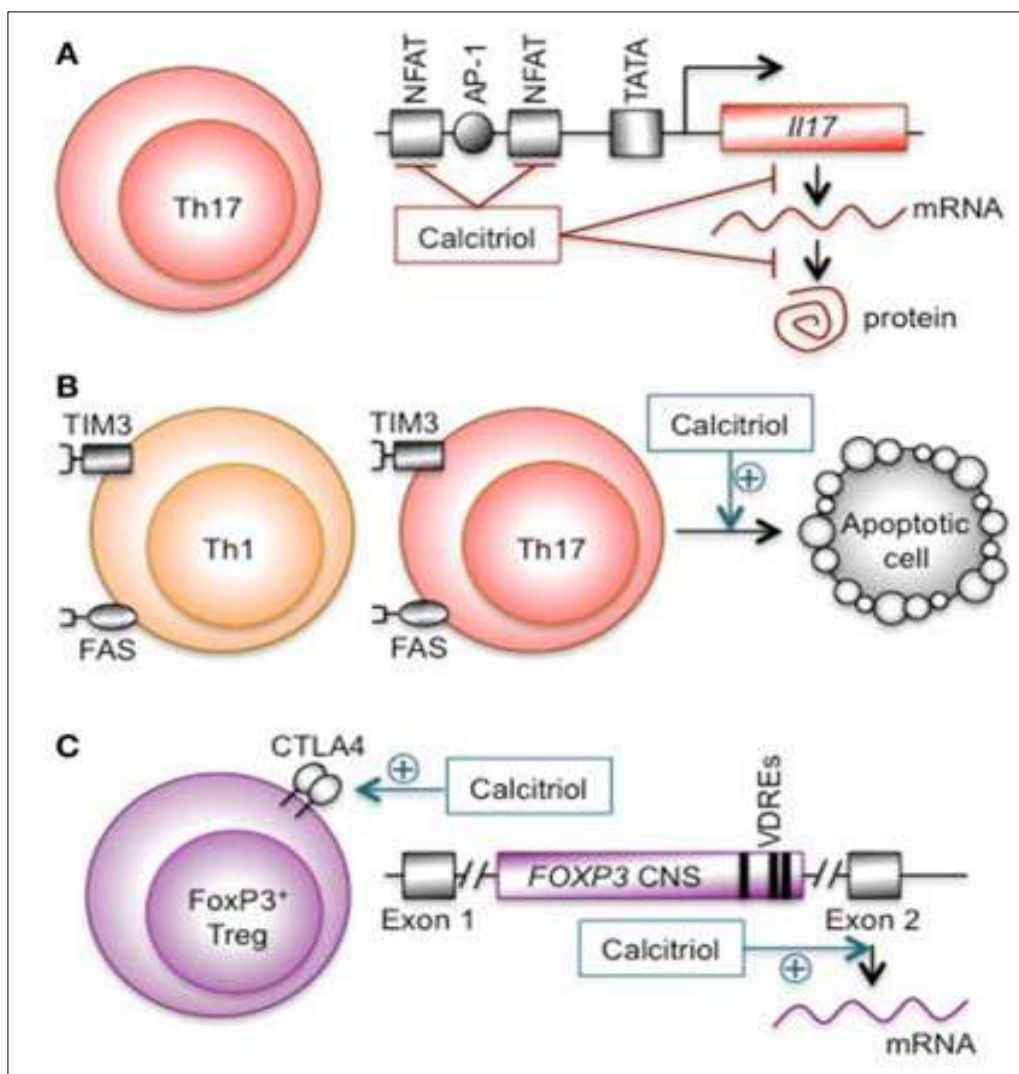 A
NFAT
AP-1
NFAT
TATA
Il17
Th17
Calcitriol
mRNA
protein
B
TIM3
TIM3
Calcitriol
Th1
Th17
Apoptotic
cell
FAS
FAS
C
CTLA4
Calcitriol
VDREs
FOXP3 CNS
FoxP3⁺
Treg
Exon 1
Exon 2
Calcitriol
mRNA